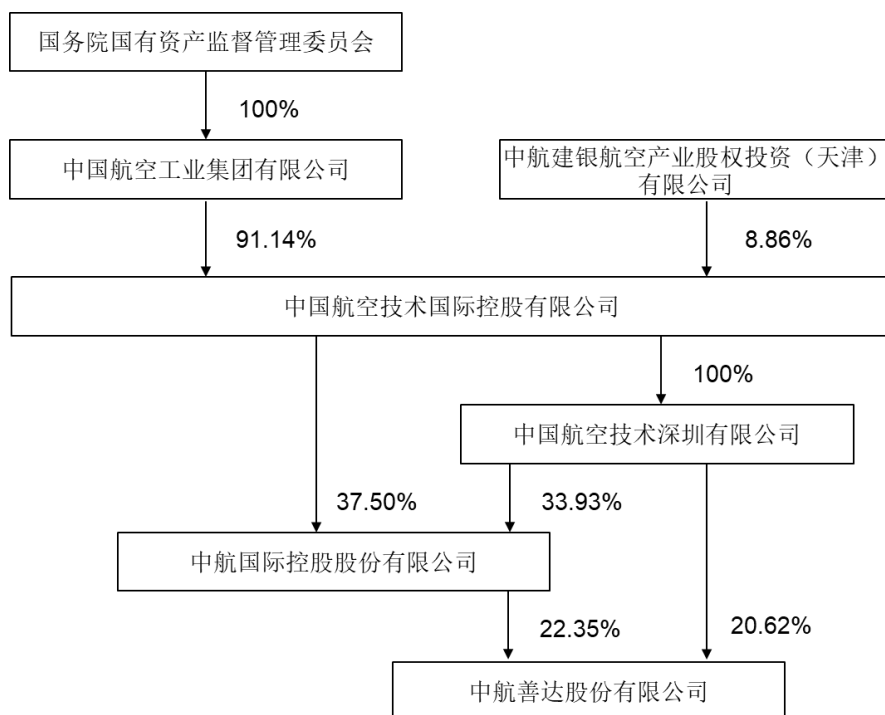 国务院国有资产监督管理委员会
100%
中国航空工业集团有限公司
中航建银航空产业股权投资（天津）
有限公司
91.14%
8.86%
中国航空技术国际控股有限公司
100%
中国航空技术深圳有限公司
37.50%
33.93%
中航国际控股股份有限公司
22.35%
20.62%
中航善达股份有限公司